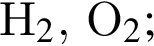 H₂, O₂;